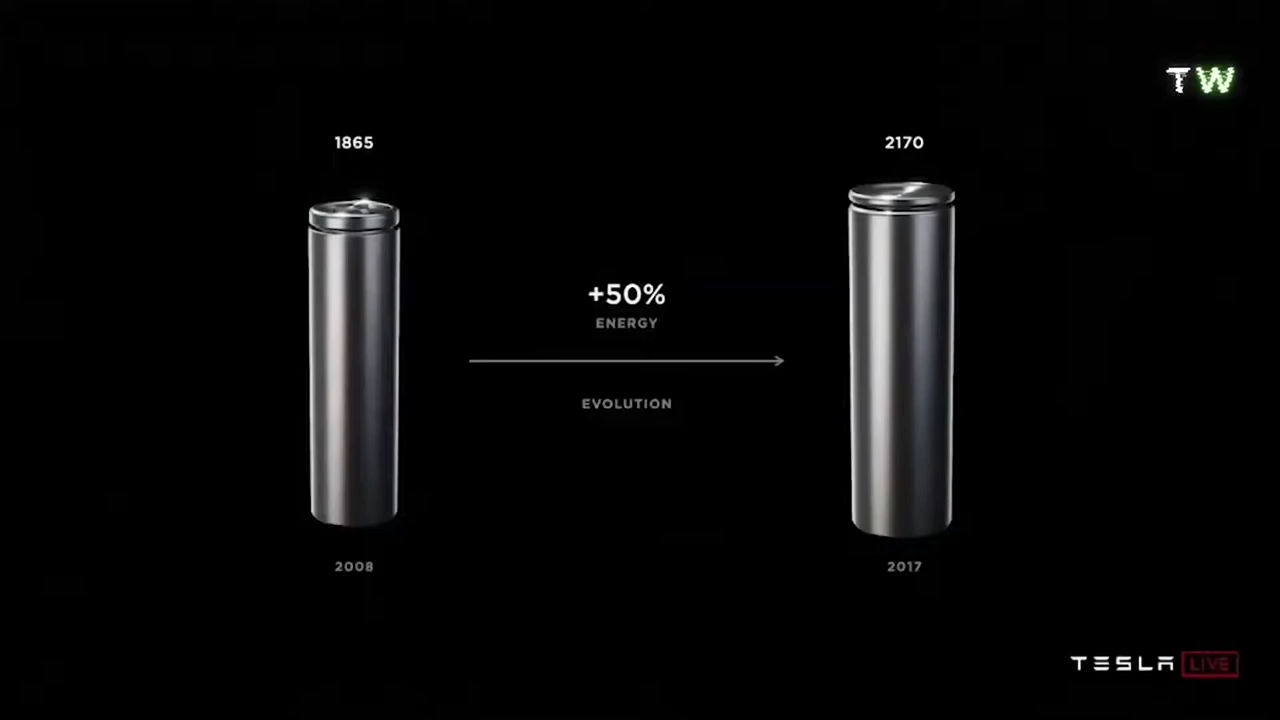 TW
1865
2170
+50%
ENERGY
EVOLUTION
2008
2017
TESLA LIVE